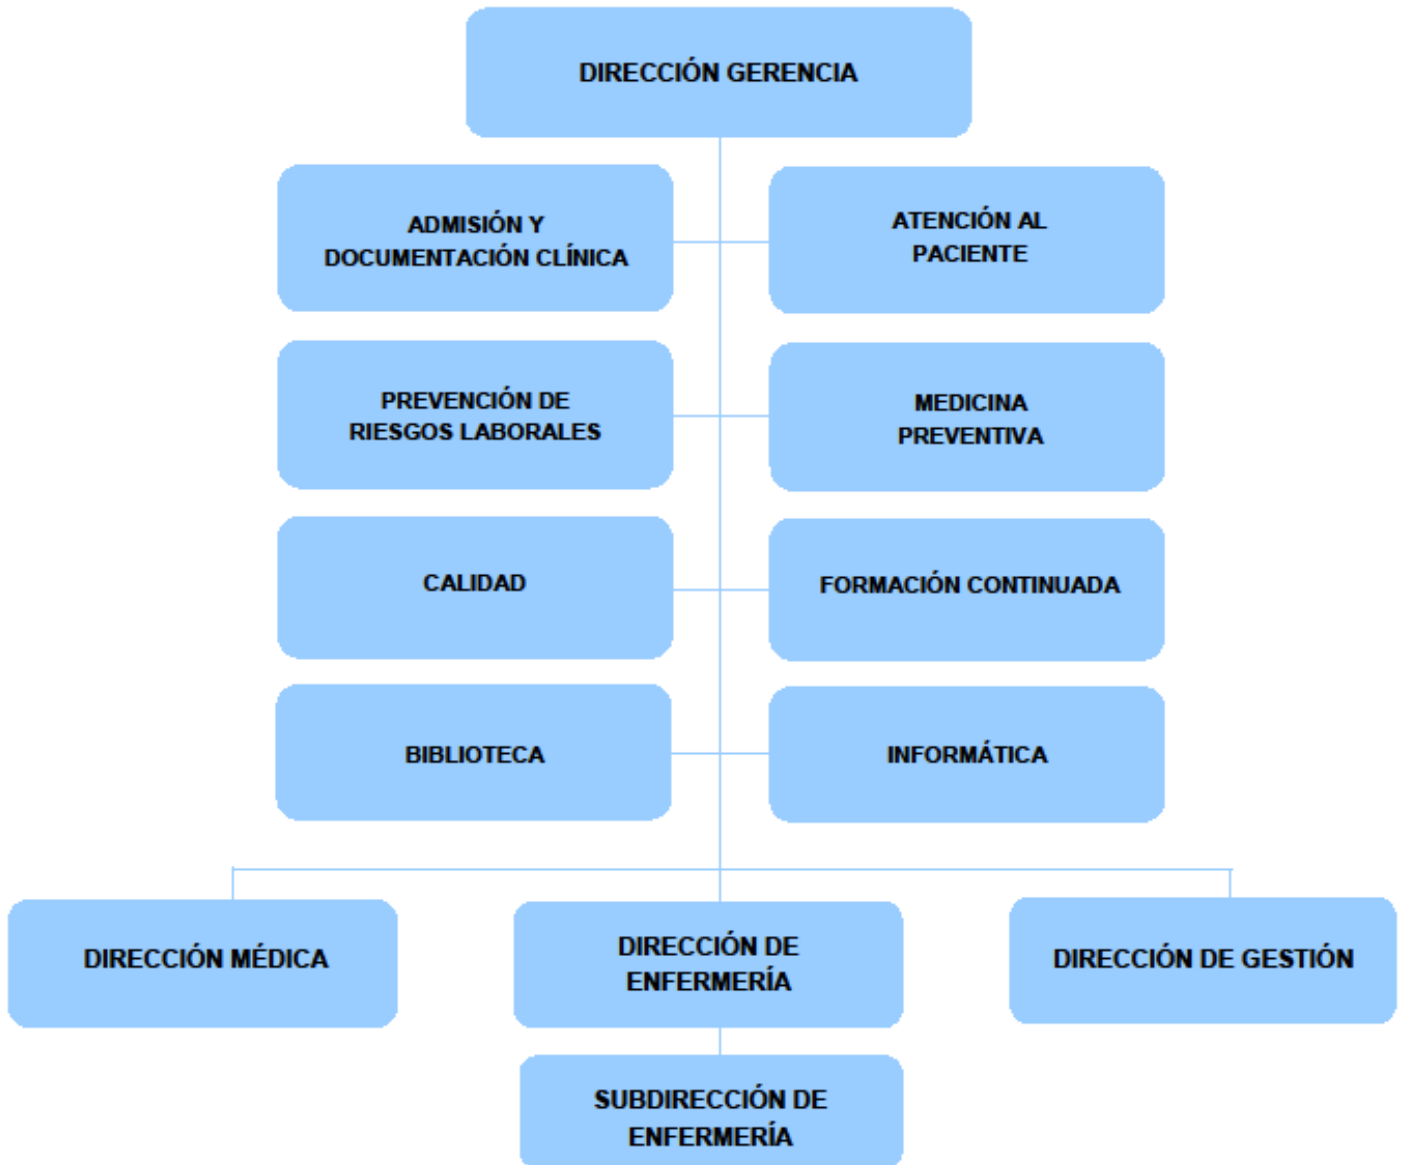 DIRECCIÓN GERENCIA
ADMISIÓN Y
DOCUMENTACIÓN CLÍNICA
ATENCIÓN AL
PACIENTE
PREVENCIÓN DE
RIESGOS LABORALES
MEDICINA
PREVENTIVA
CALIDAD
FORMACIÓN CONTINUADA
BIBLIOTECA
INFORMÁTICA
DIRECCIÓN MÉDICA
DIRECCIÓN DE
ENFERMERÍA
DIRECCIÓN DE GESTIÓN
SUBDIRECCIÓN DE
ENFERMERÍA